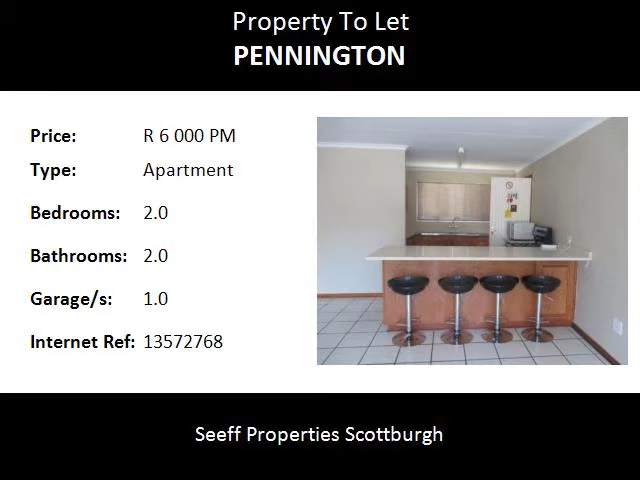 Property To Let
PENNINGTON
Price: R 6 000 PM
Type: Apartment
Bedrooms: 2.0
Bathrooms: 2.0
Garage/s: 1.0
Internet Ref: 13572768
Seeff Properties Scottburgh